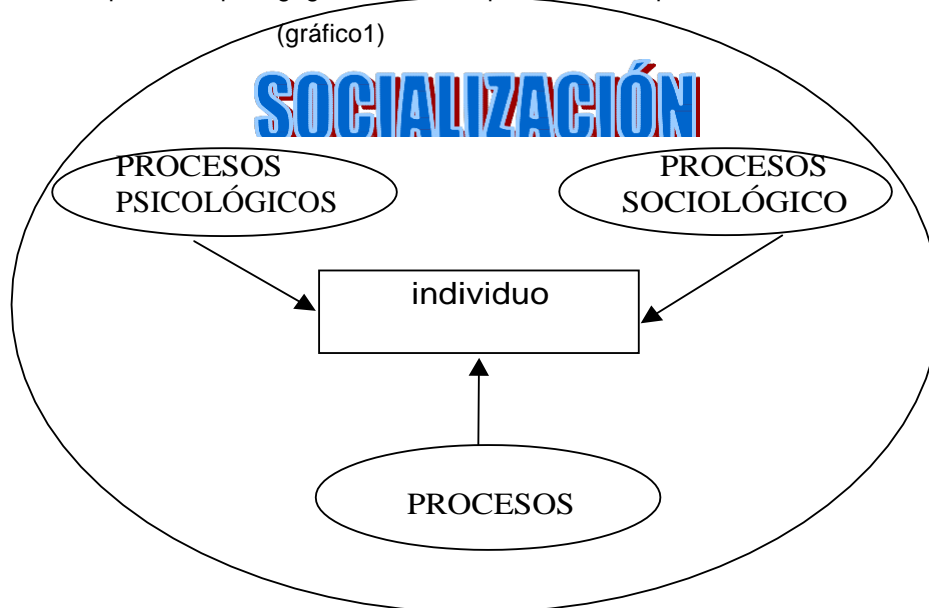 (gráfico1)
SOCIALIZACIÓN
PROCESOS
PSICOLÓGICOS
PROCESOS
SOCIOLÓGICO
individuo
PROCESOS